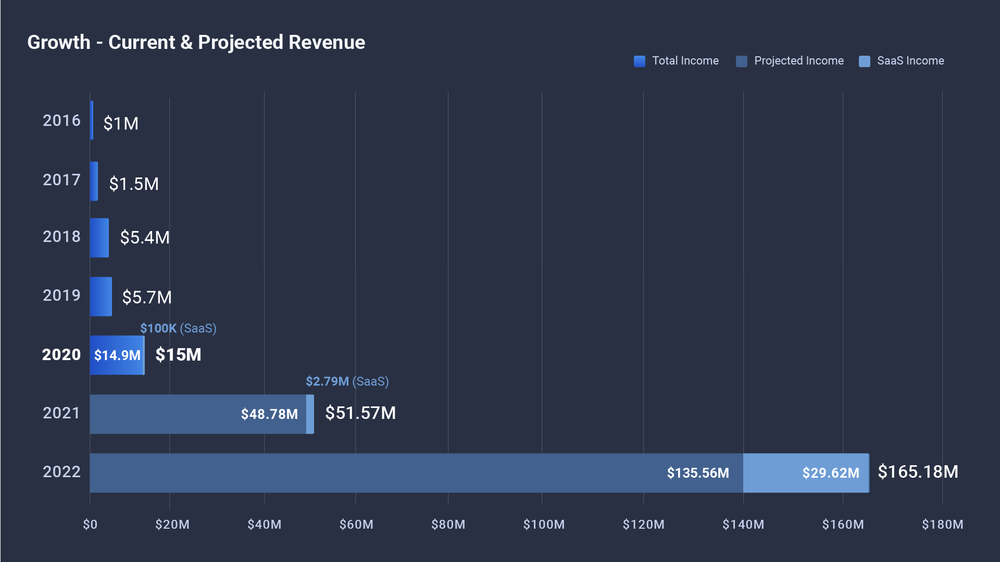 Growth - Current & Projected Revenue
Total Income Projected Income SaaS Income
2016 $1M
2017 $1.5M
2018 $5.4M
2019 $5.7M
$100K (SaaS)
2020 $14.9M $15M
$2.79M (SaaS)
2021 $48.78M $51.57M
2022 $135.56M $29.62M $165.18M
$0 $20M $40M $60M $80M $100M $120M $140M $160M $180M